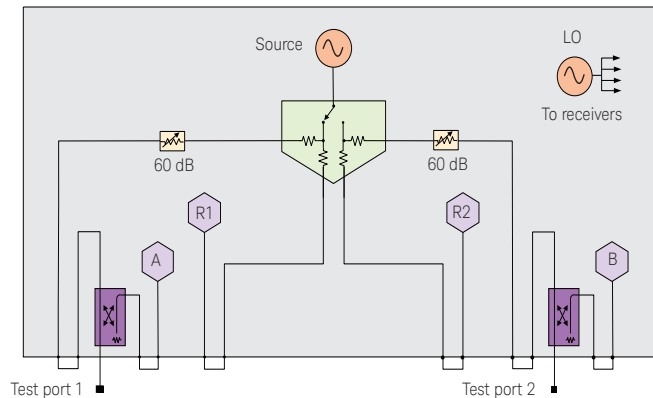 Source
LO
To receivers
60 dB
60 dB
R1
R2
A
B
Test port 1
Test port 2